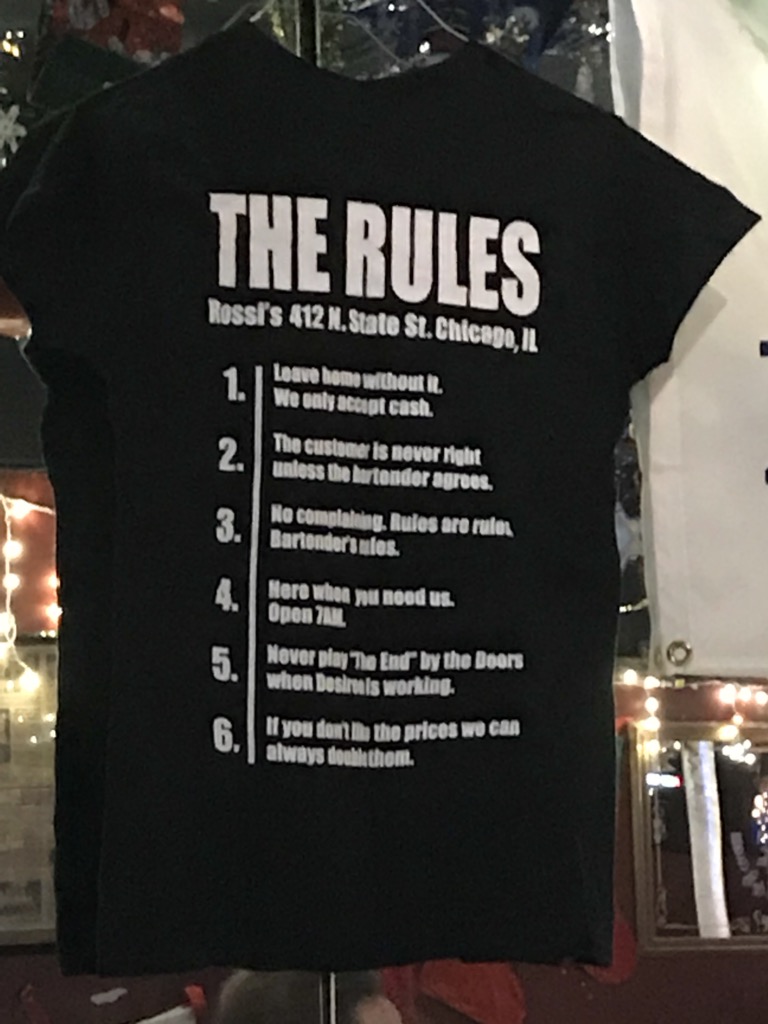 THE RULES
Rossi's 412 N. State St. Chicago, IL
1. Leave home without it.
We only accept cash.
2. The customer is never right
unless the bartender agrees.
3. No complaining. Rules are rules,
Bartender's rules.
4. Here when you need us.
Open 7AM.
5. Never play "The End" by the Doors
when is working.
6. If you don't like the prices we can
always double them.